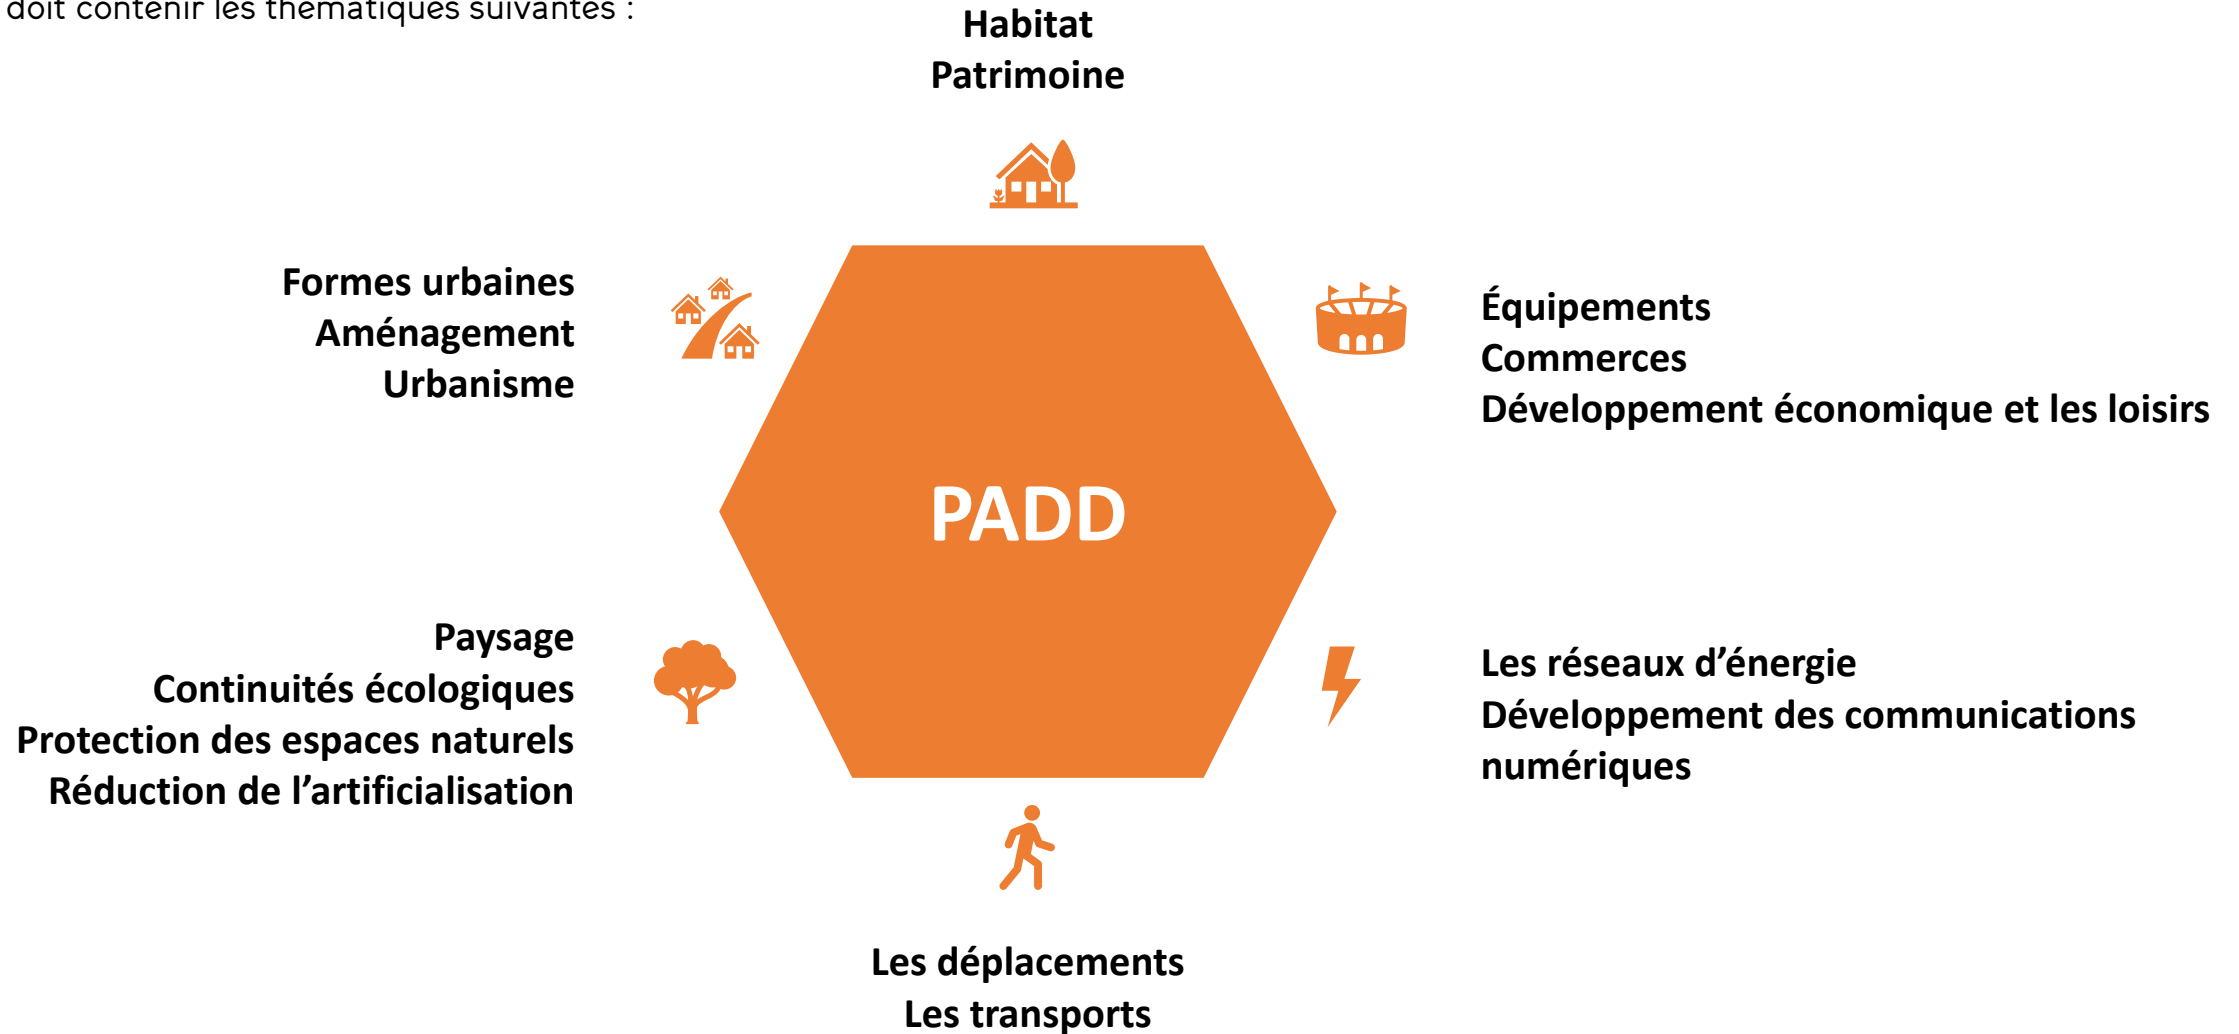 doit contenir les thématiques suivantes :
Habitat
Patrimoine
Formes urbaines
Aménagement
Urbanisme
Équipements
Commerces
Développement économique et les loisirs
PADD
Paysage
Continuités écologiques
Protection des espaces naturels
Réduction de l’artificialisation
Les réseaux d’énergie
Développement des communications
numériques
Les déplacements
Les transports